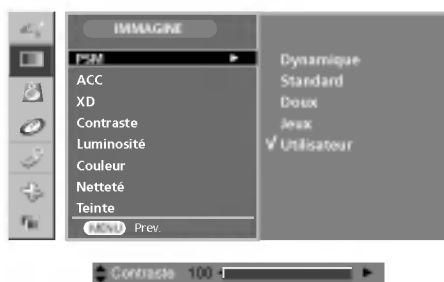 IMMAGINE
PSM
ACC
XD
Contraste
Luminosité
Couleur
Netteté
Teinte
MENU Prev.
Dynamique
Standard
Doux
Jeux
Utilisateur
Contraste 100